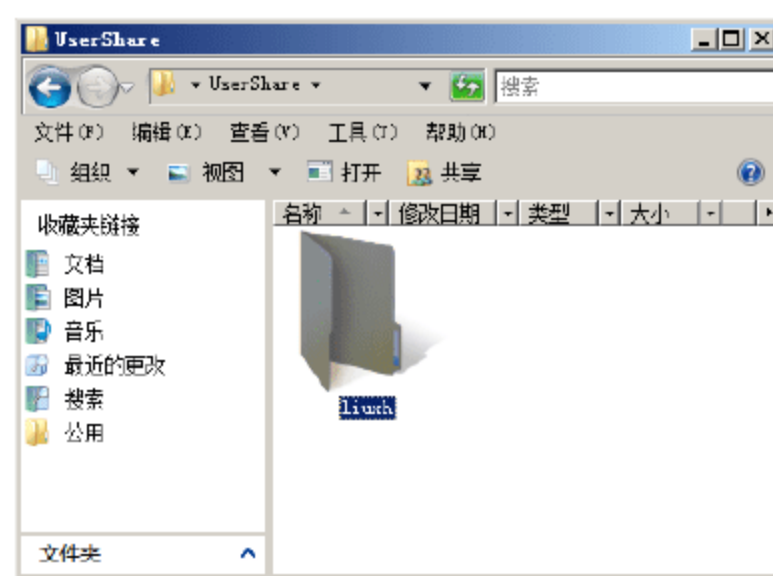 UserShare
UserShare 搜索
文件(F) 编辑(E) 查看(V) 工具(T) 帮助(H)
组织 视图 打开 共享
收藏夹链接
名称 修改日期 类型 大小
文档
图片
音乐
最近的更改
搜索
公用
liuxh
文件夹